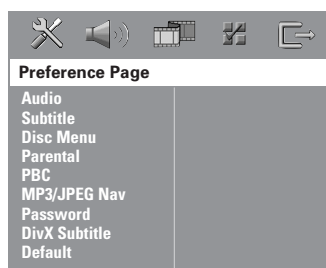 Preference Page
Audio
Subtitle
Disc Menu
Parental
PBC
MP3/JPEG Nav
Password
DivX Subtitle
Default